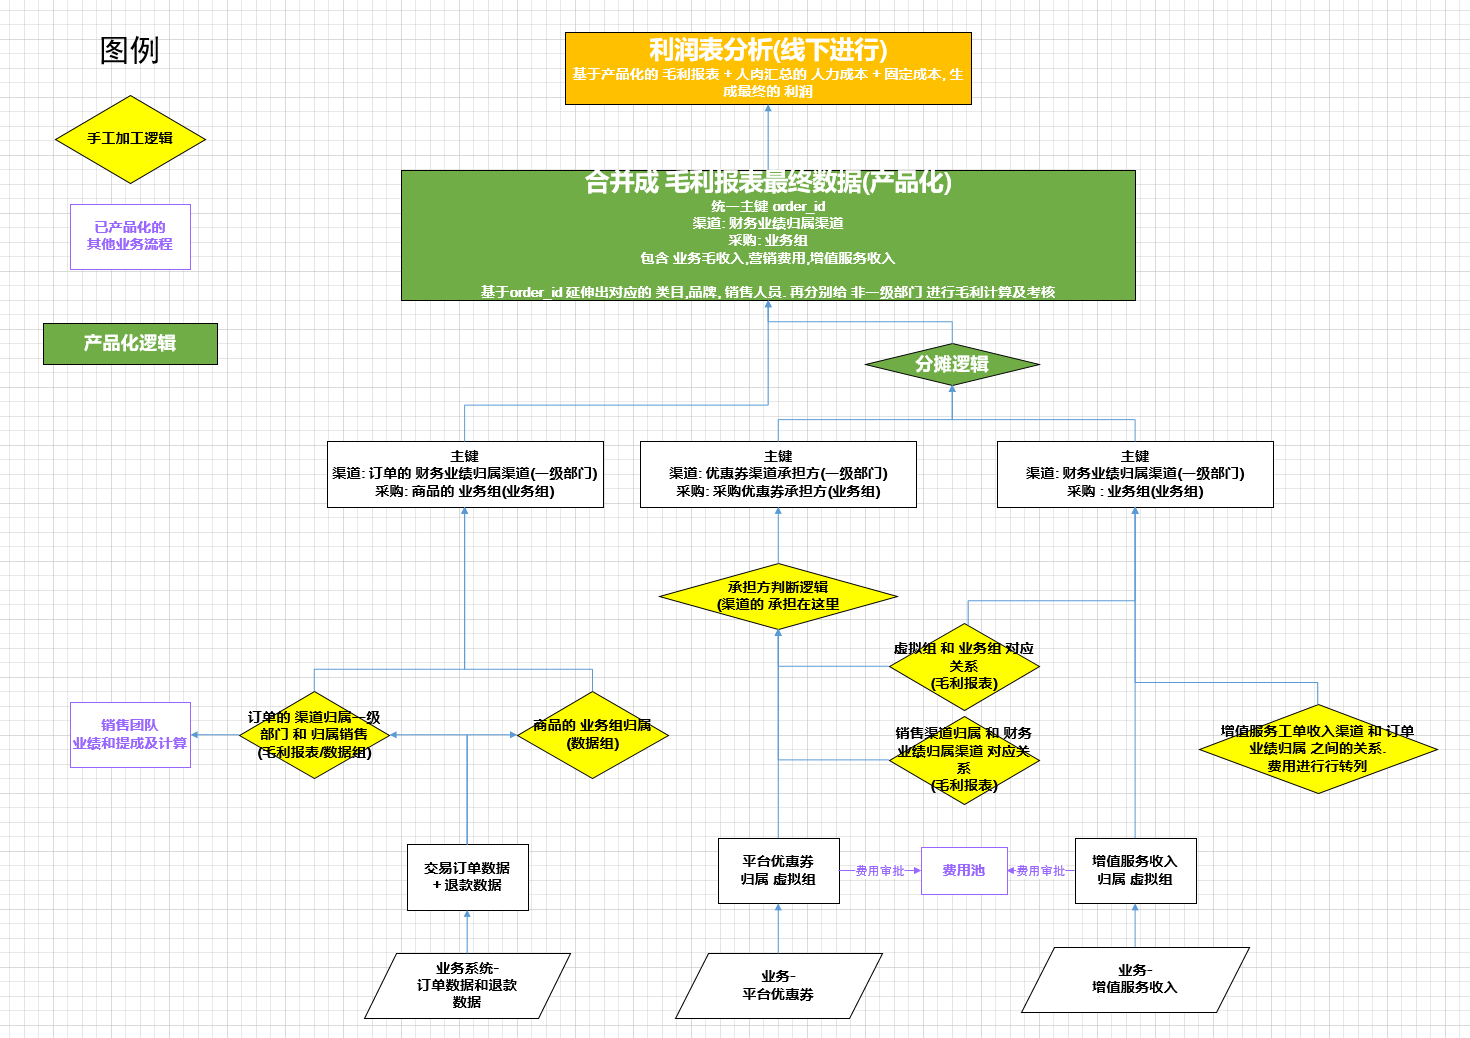 图例
手工加工逻辑
已产品化的
其他业务流程
产品化逻辑
利润表分析(线下进行)
基于产品化的 毛利报表 + 人肉汇总的 人力成本 + 固定成本, 生
成最终的 利润
合并成 毛利报表最终数据(产品化)
统一主键 order_id
渠道: 财务业绩归属渠道
采购: 业务组
包含 业务毛收入,营销费用,增值服务收入
基于order_id 延伸出对应的 类目,品牌, 销售人员. 再分别给 非一级部门 进行毛利计算及考核
分摊逻辑
主键
渠道: 订单的 财务业绩归属渠道(一级部门)
采购: 商品的 业务组(业务组)
主键
渠道: 优惠券渠道承担方(一级部门)
采购: 采购优惠券承担方(业务组)
主键
渠道: 财务业绩归属渠道(一级部门)
采购 : 业务组(业务组)
承担方判断逻辑
(渠道的 承担在这里
虚拟组 和 业务组 对应
关系
(毛利报表)
销售团队
业绩和提成及计算
订单的 渠道归属一级
部门 和 归属销售
(毛利报表/数据组)
商品的 业务组归属
(数据组)
销售渠道归属 和 财务
业绩归属渠道 对应关
系
(毛利报表)
增值服务工单收入渠道 和 订单
业绩归属 之间的关系.
费用进行行转列
交易订单数据
+ 退款数据
平台优惠券
归属 虚拟组
费用审批
费用池
费用审批
增值服务收入
归属 虚拟组
业务系统-
订单数据和退款
数据
业务-
平台优惠券
业务-
增值服务收入